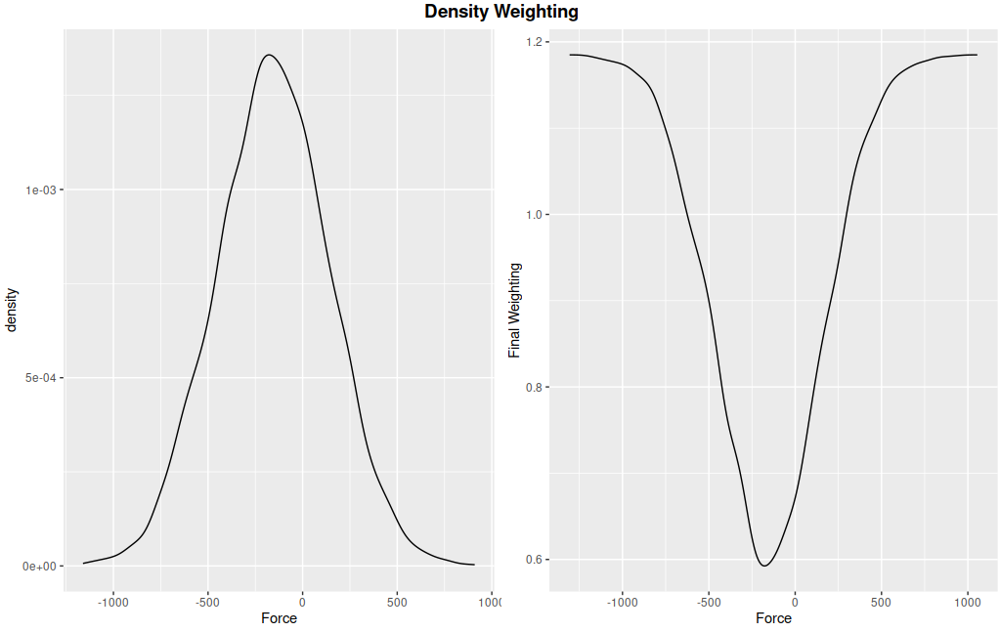 Density Weighting
density
1e-03
5e-04
0e+00
-1000
-500
0
500
1000
Force
Final Weighting
1.2
1.0
0.8
0.6
-1000
-500
0
500
1000
Force